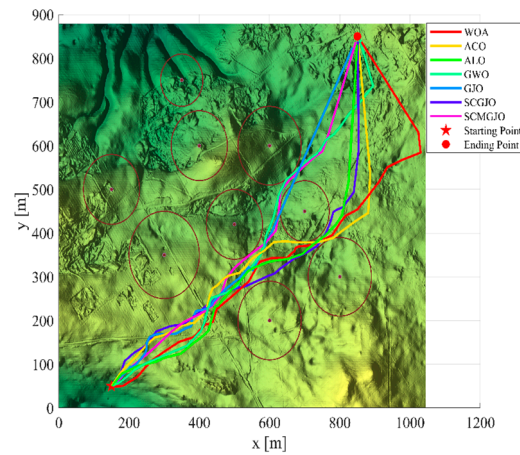 900
800
700
600
500
400
300
200
100
0
y [m]
0 200 400 600 800 1000 1200
x [m]
WOA
ACO
ALO
GWO
GJO
SCGJO
SCMGJO
Starting Point
Ending Point